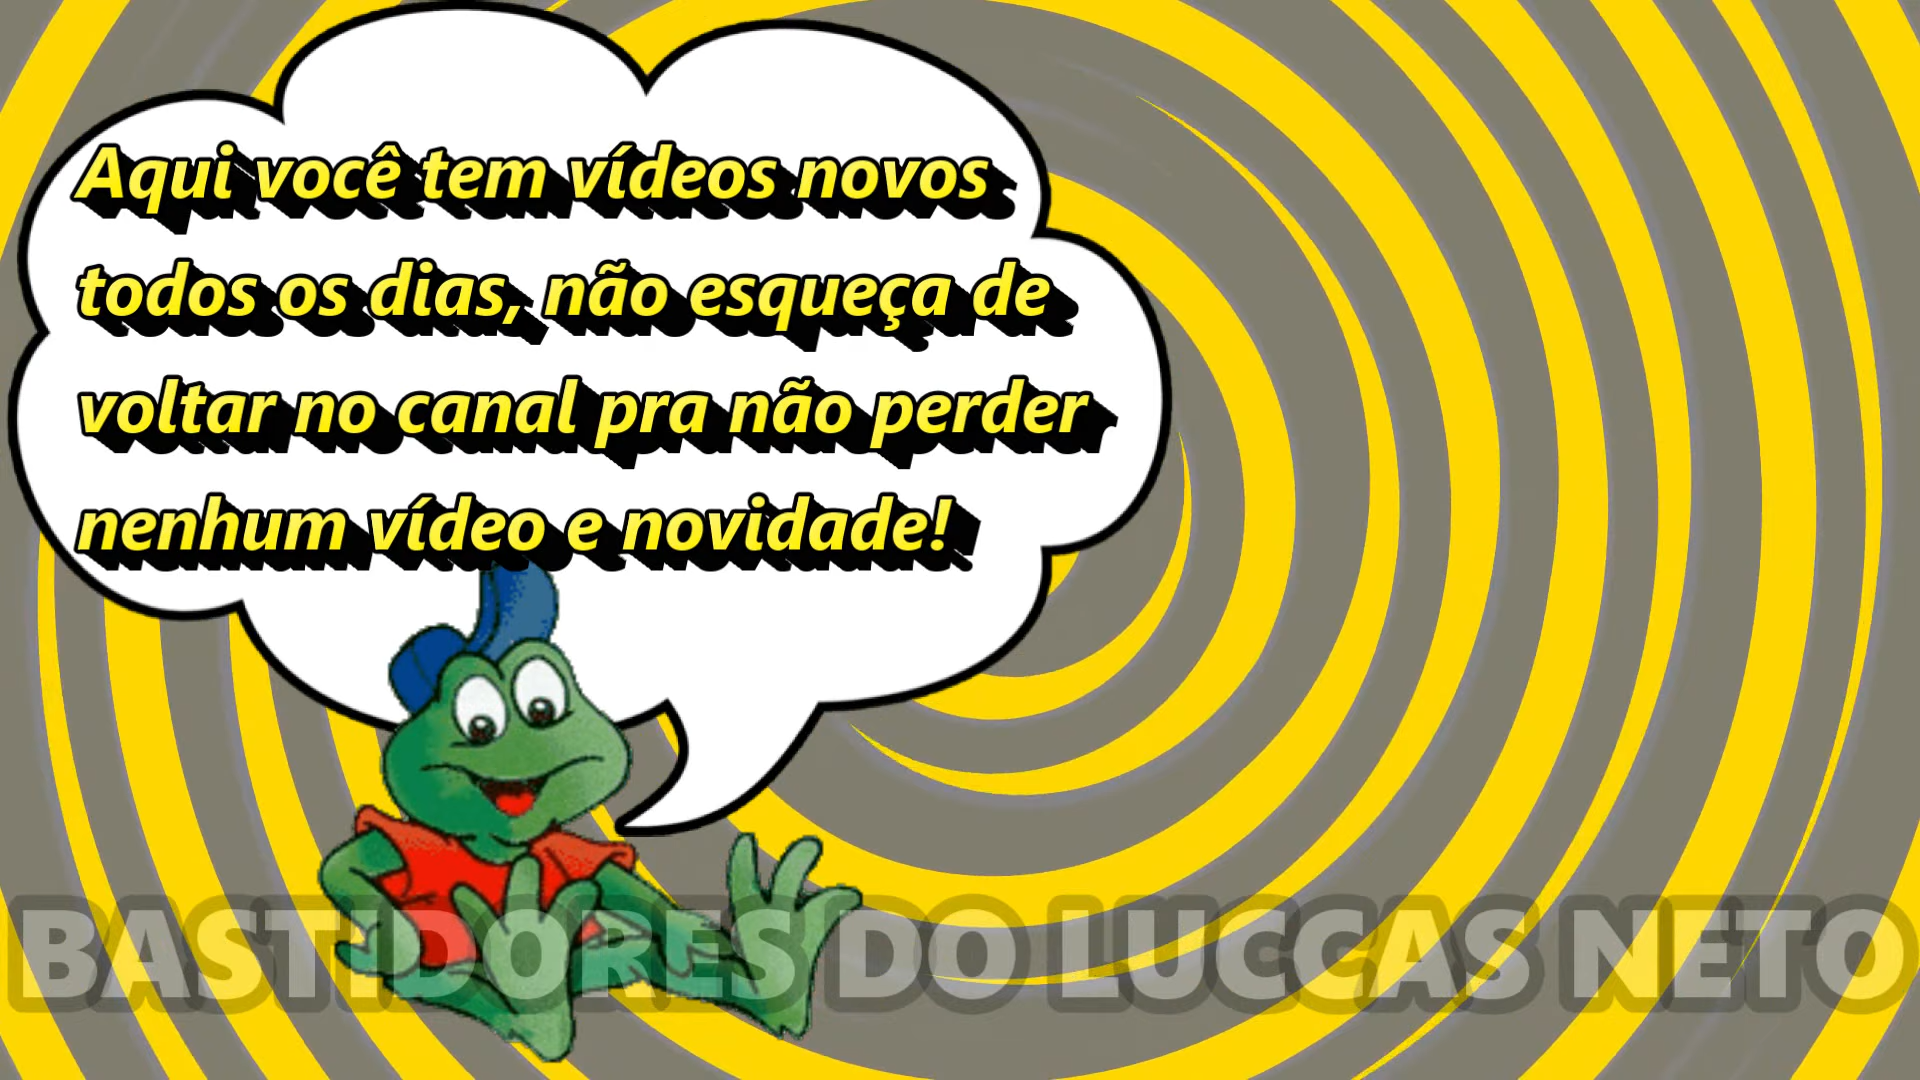 Aqui você tem vídeos novos
todos os dias, não esqueça de
voltar no canal pra não perder
nenhum vídeo e novidade!
BASTIDORES DO LUCCAS NETO